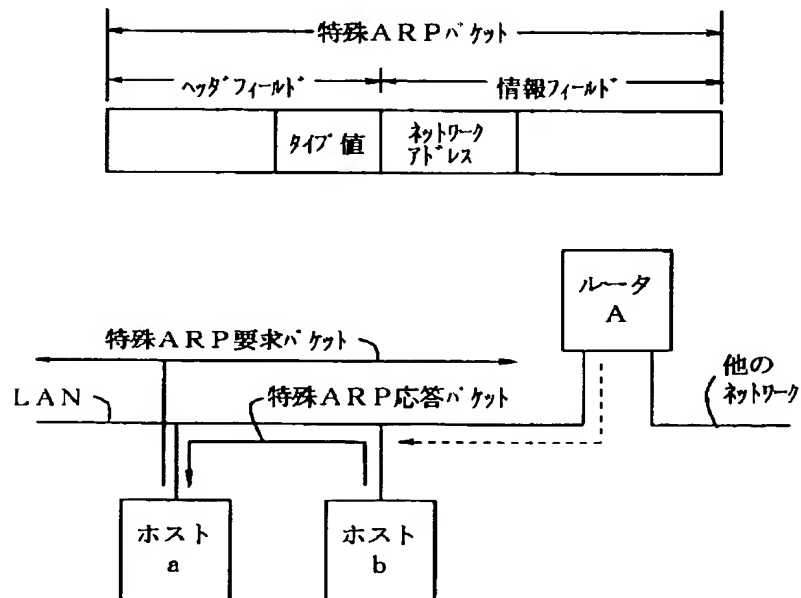 特殊ARPパケット
ヘッダフィールド
情報フィールド
タイプ値
ネットワーク
アドレス
ルータ
A
特殊ARP要求パケット
他の
ネットワーク
LAN
特殊ARP応答パケット
ホスト
a
ホスト
b